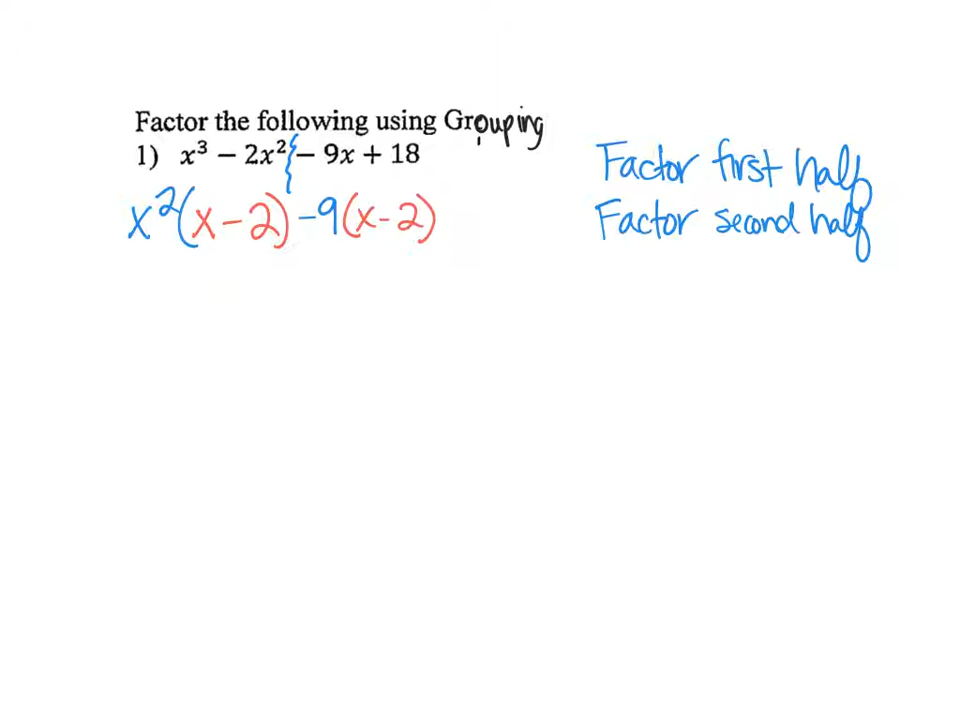 Factor the following using Grouping
1) x³ − 2x² − 9x + 18
x²(x−2) −9(x−2)
Factor first half
Factor second half